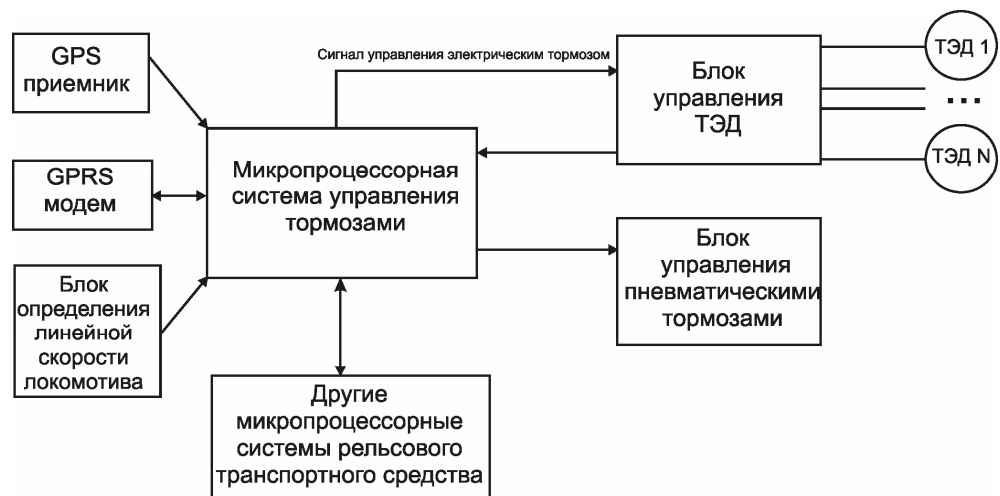 GPS
приемник
Сигнал управления электрическим тормозом
Блок
управления
ТЭД
ТЭД 1
...
ТЭД N
GPRS
модем
Микропроцессорная
система управления
тормозами
Блок
определения
линейной
скорости
локомотива
Блок
управления
пневматическими
тормозами
Другие
микропроцессорные
системы рельсового
транспортного средства